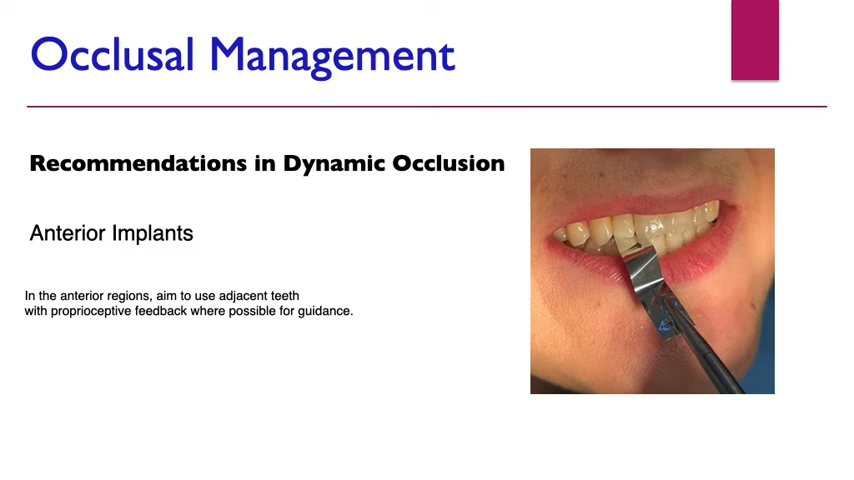 Occlusal Management
Recommendations in Dynamic Occlusion
Anterior Implants
In the anterior regions, aim to use adjacent teeth
with proprioceptive feedback where possible for guidance.